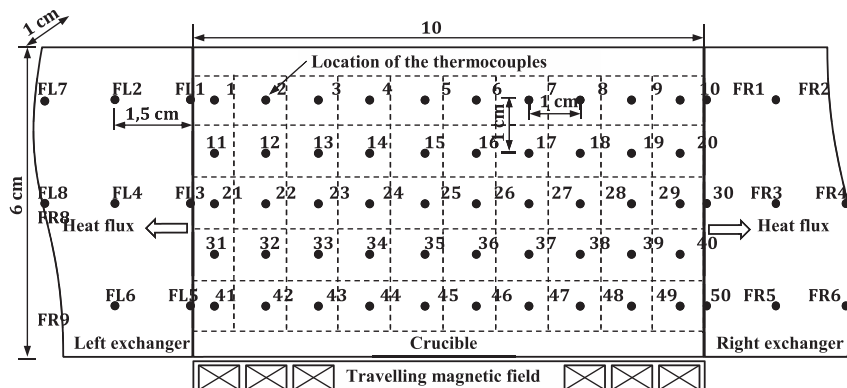 1 cm
10
Location of the thermocouples
FL7 FL2 FL1 1 2 3 4 5 6 7 8 9 10 FR1 FR2
1,5 cm
1 cm
1 cm
11 12 13 14 15 16 17 18 19 20
6 cm
FL8 FL4 FL3 21 22 23 24 25 26 27 28 29 30 FR3 FR4
FR8
Heat flux
Heat flux
31 32 33 34 35 36 37 38 39 40
FL6 FL5 41 42 43 44 45 46 47 48 49 50 FR5 FR6
FR9
Left exchanger Crucible Right exchanger
Travelling magnetic field